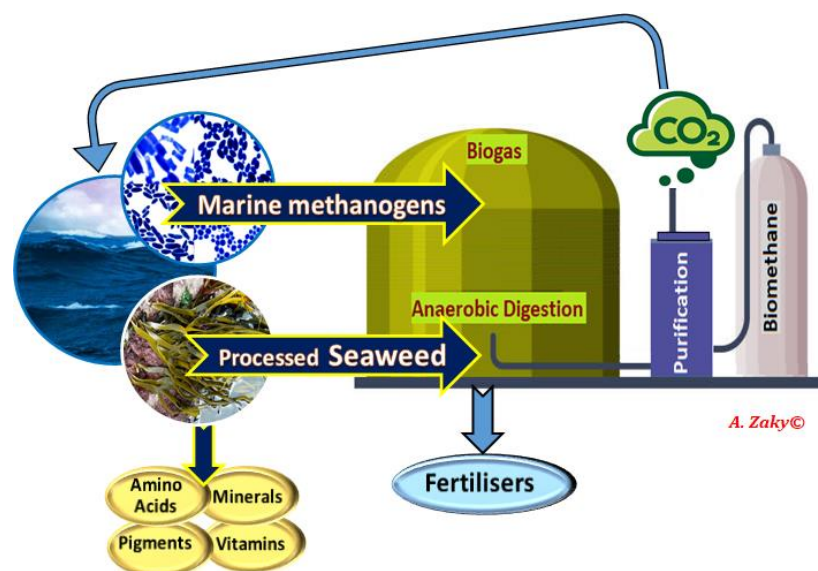 CO₂
Biogas
Marine methanogens
Anaerobic Digestion
Processed Seaweed
Purification
Biomethane
A. Zaky©
Fertilisers
Amino
Acids
Minerals
Pigments
Vitamins